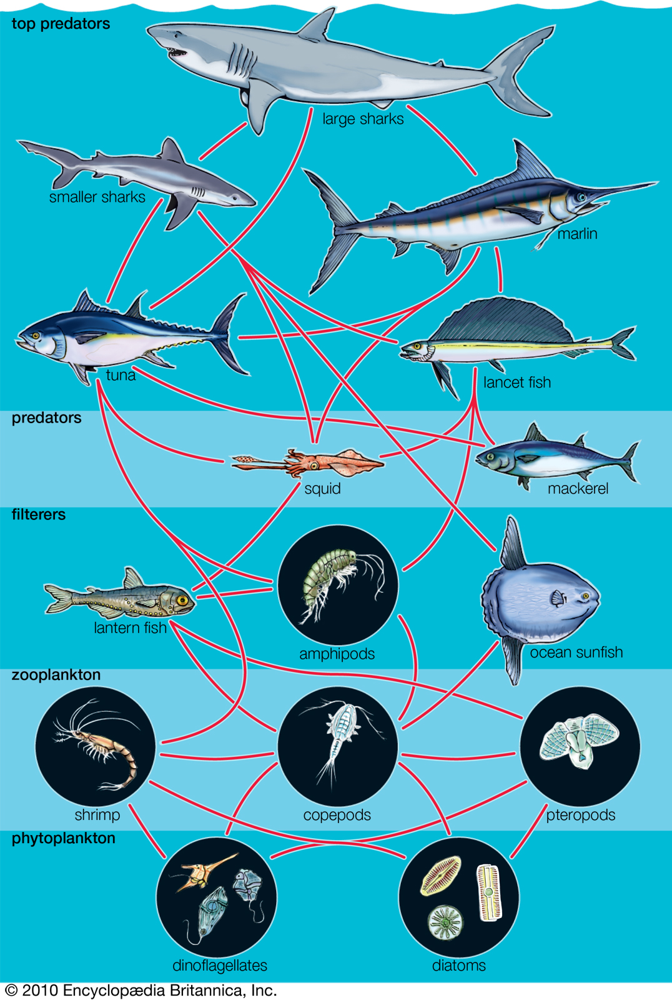 top predators
large sharks
smaller sharks
marlin
tuna
lancet fish
predators
squid
mackerel
filterers
lantern fish
amphipods
ocean sunfish
zooplankton
shrimp
copepods
pteropods
phytoplankton
dinoflagellates
diatoms
© 2010 Encyclopædia Britannica, Inc.